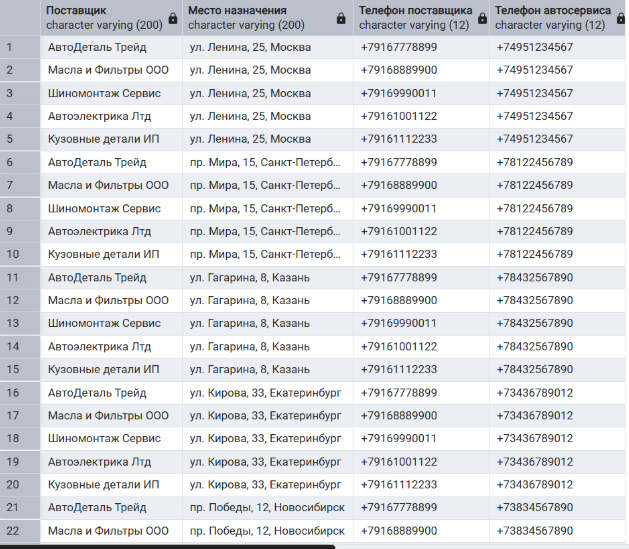 Поставщик Место назначения Телефон поставщика Телефон автосервиса
character varying (200) character varying (200) character varying (12) character varying (12)
1 АвтоДеталь Трейд ул. Ленина, 25, Москва +79167778899 +74951234567
2 Масла и Фильтры ООО ул. Ленина, 25, Москва +79168889900 +74951234567
3 Шиномонтаж Сервис ул. Ленина, 25, Москва +79169990011 +74951234567
4 Автоэлектрика Лтд ул. Ленина, 25, Москва +79161001122 +74951234567
5 Кузовные детали ИП ул. Ленина, 25, Москва +79161112233 +74951234567
6 АвтоДеталь Трейд пр. Мира, 15, Санкт-Петерб... +79167778899 +78122456789
7 Масла и Фильтры ООО пр. Мира, 15, Санкт-Петерб... +79168889900 +78122456789
8 Шиномонтаж Сервис пр. Мира, 15, Санкт-Петерб... +79169990011 +78122456789
9 Автоэлектрика Лтд пр. Мира, 15, Санкт-Петерб... +79161001122 +78122456789
10 Кузовные детали ИП пр. Мира, 15, Санкт-Петерб... +79161112233 +78122456789
11 АвтоДеталь Трейд ул. Гагарина, 8, Казань +79167778899 +78432567890
12 Масла и Фильтры ООО ул. Гагарина, 8, Казань +79168889900 +78432567890
13 Шиномонтаж Сервис ул. Гагарина, 8, Казань +79169990011 +78432567890
14 Автоэлектрика Лтд ул. Гагарина, 8, Казань +79161001122 +78432567890
15 Кузовные детали ИП ул. Гагарина, 8, Казань +79161112233 +78432567890
16 АвтоДеталь Трейд ул. Кирова, 33, Екатеринбург +79167778899 +73436789012
17 Масла и Фильтры ООО ул. Кирова, 33, Екатеринбург +79168889900 +73436789012
18 Шиномонтаж Сервис ул. Кирова, 33, Екатеринбург +79169990011 +73436789012
19 Автоэлектрика Лтд ул. Кирова, 33, Екатеринбург +79161001122 +73436789012
20 Кузовные детали ИП ул. Кирова, 33, Екатеринбург +79161112233 +73436789012
21 АвтоДеталь Трейд пр. Победы, 12, Новосибирск +79167778899 +73834567890
22 Масла и Фильтры ООО пр. Победы, 12, Новосибирск +79168889900 +73834567890